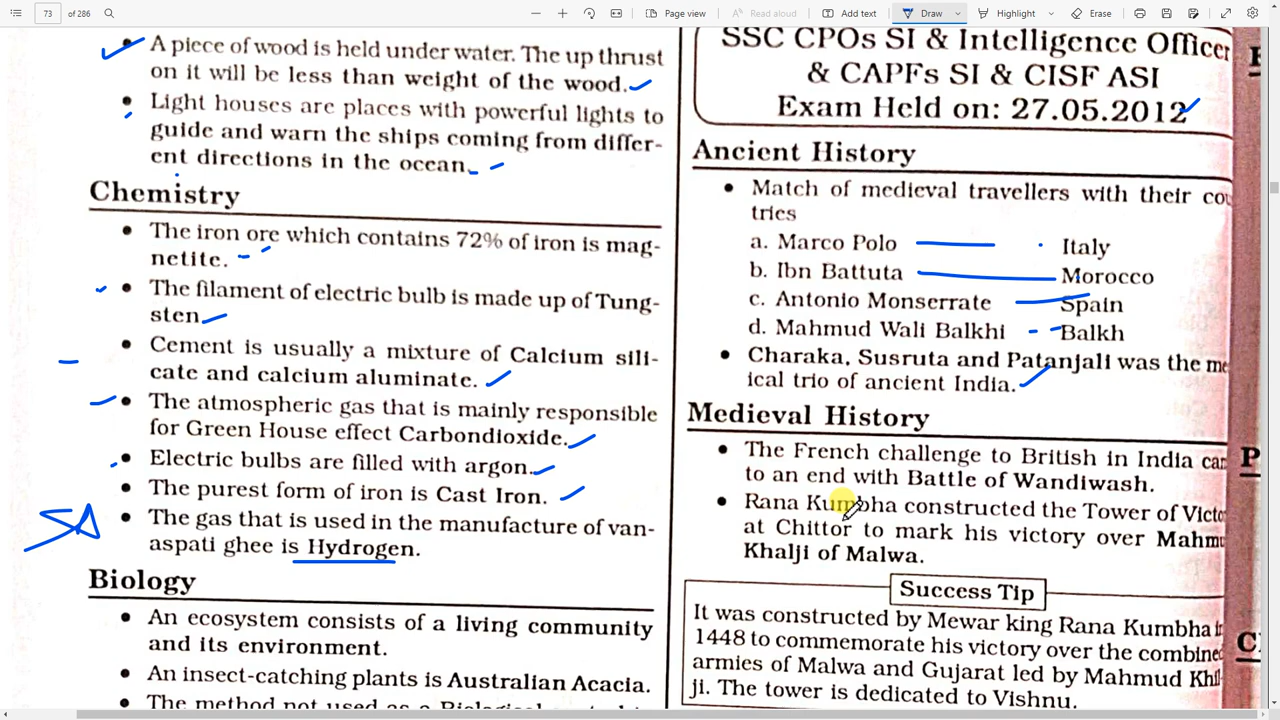 73 of 286
Page view
Read aloud
Add text
Draw
Highlight
Erase
A piece of wood is held under water. The up thrust
on it will be less than weight of the wood.
Light houses are places with powerful lights to
guide and warn the ships coming from differ-
ent directions in the ocean.
Chemistry
The iron ore which contains 72% of iron is mag-
netite.
The filament of electric bulb is made up of Tung-
sten
Cement is usually a mixture of Calcium sili-
cate and calcium aluminate.
The atmospheric gas that is mainly responsible
for Green House effect Carbondioxide.
Electric bulbs are filled with argon.
The purest form of iron is Cast Iron.
The gas that is used in the manufacture of van-
aspati ghee is Hydrogen.
Biology
An ecosystem consists of a living community
and its environment.
An insect-catching plants is Australian Acacia.
SSC CPOs SI & Intelligence Officer
& CAPFs SI & CISF ASI
Exam Held on: 27.05.2012
Ancient History
Match of medieval travellers with their
tries
a. Marco Polo Italy
b. Ibn Battuta Morocco
c. Antonio Monserrate Spain
d. Mahmud Wali Balkhi Balkh
Charaka, Susruta and Patanjali was the
ical trio of ancient India.
Medieval History
The French challenge to British in India
to an end with Battle of Wandiwash.
Rana Kumbha constructed the Tower of
at Chittor to mark his victory over
Khalji of Malwa.
Success Tip
It was constructed by Mewar king Rana Kumbha
1448 to commemorate his victory over the combined
armies of Malwa and Gujarat led by Mahmud
ji. The tower is dedicated to Vishnu.